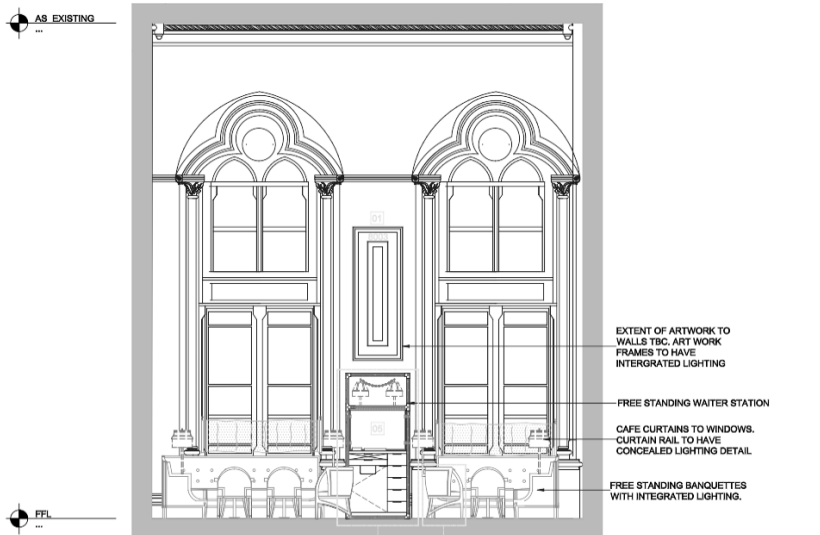 AS EXISTING
...
01
EXTENT OF ARTWORK TO
WALLS TBC. ART WORK
FRAMES TO HAVE
INTERGRATED LIGHTING
FREE STANDING WAITER STATION
CAFE CURTAINS TO WINDOWS.
CURTAIN RAIL TO HAVE
CONCEALED LIGHTING DETAIL
05
FREE STANDING BANQUETTES
WITH INTEGRATED LIGHTING.
FFL
...